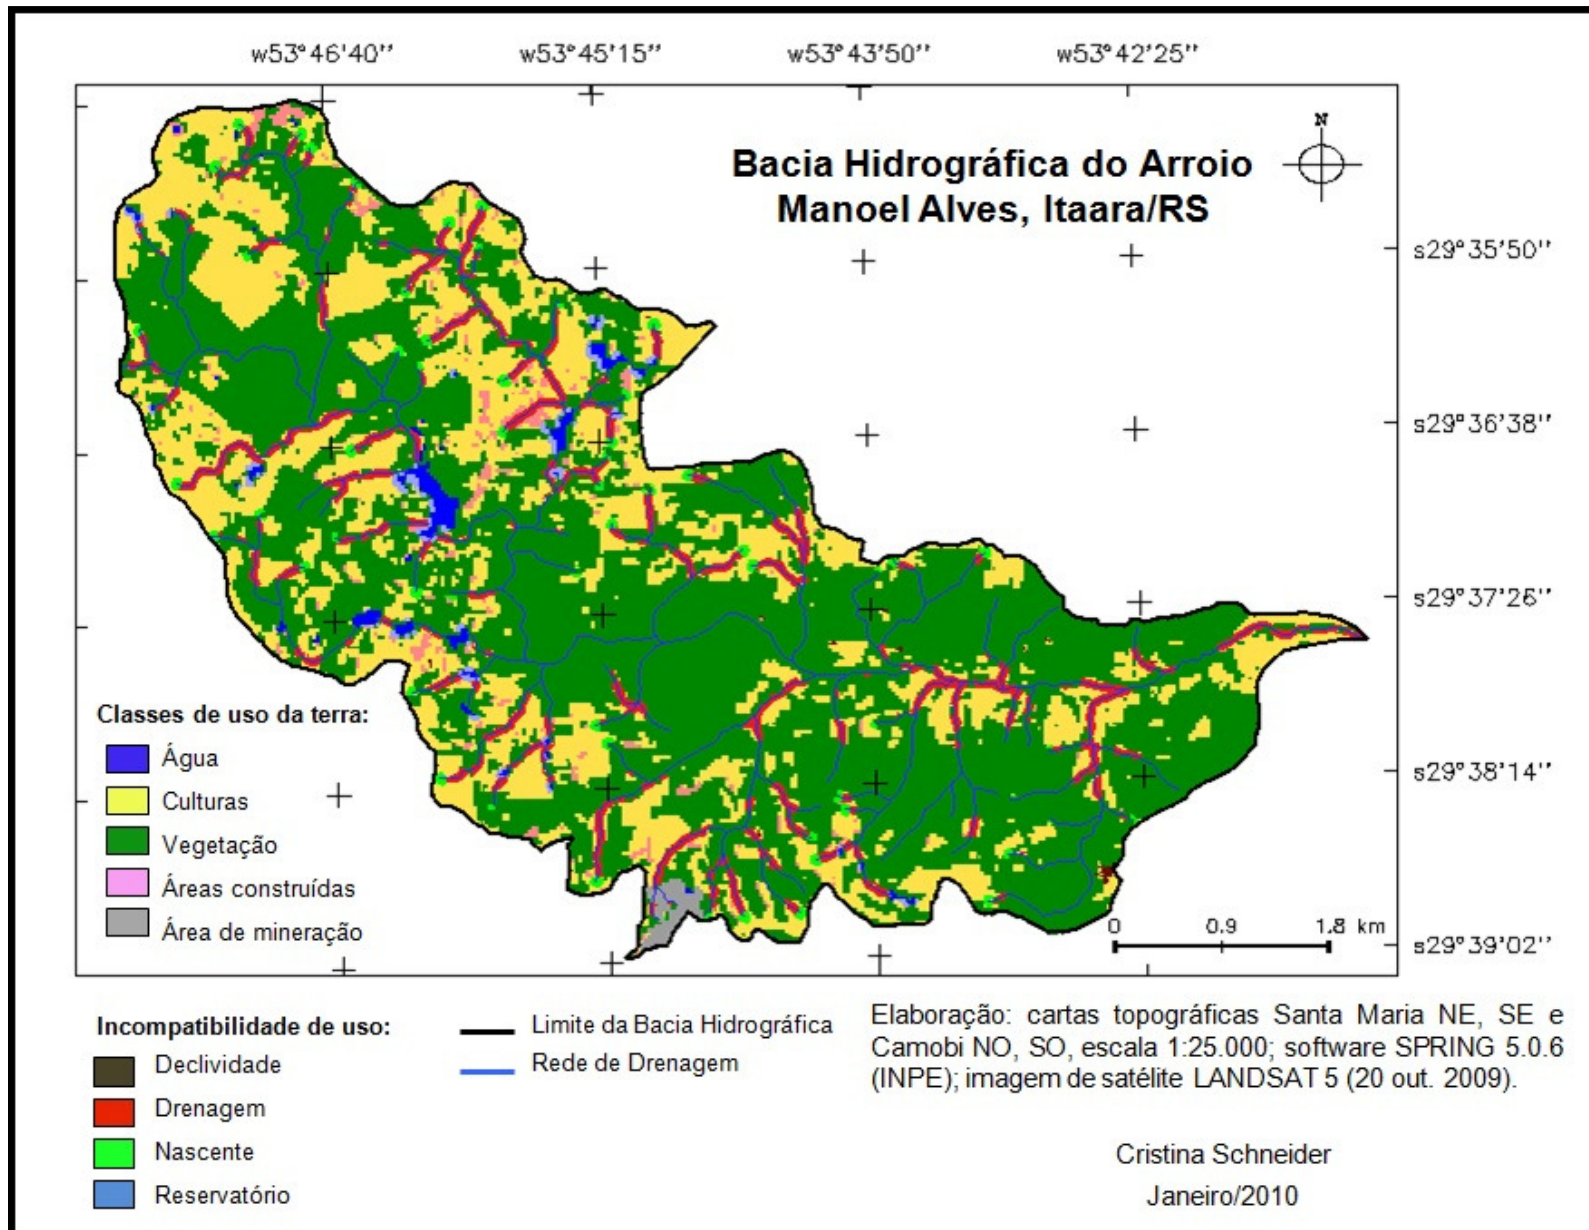 w53°46'40'' w53°45'15'' w53°43'50'' w53°42'25''
Bacia Hidrográfica do Arroio
Manoel Alves, Itaara/RS
N
s29°35'50''
s29°36'38''
s29°37'26''
s29°38'14''
s29°39'02''
Classes de uso da terra:
Água
Culturas
Vegetação
Áreas construídas
Área de mineração
0 0.9 1.8 km
Incompatibilidade de uso:
Declividade
Drenagem
Nascente
Reservatório
Limite da Bacia Hidrográfica
Rede de Drenagem
Elaboração: cartas topográficas Santa Maria NE, SE e
Camobi NO, SO, escala 1:25.000; software SPRING 5.0.6
(INPE); imagem de satélite LANDSAT 5 (20 out. 2009).
Cristina Schneider
Janeiro/2010